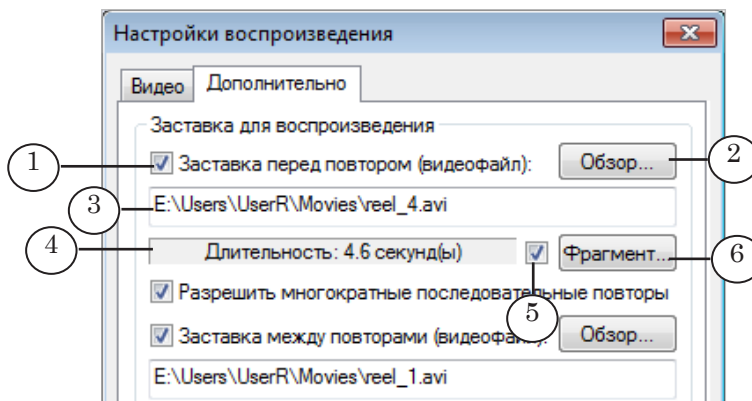 Настройки воспроизведения
Видео Дополнительно
Заставка для воспроизведения
1 Заставка перед повтором (видеофайл): Обзор... 2
3 E:\Users\UserR\Movies\reel_4.avi
4 Длительность: 4.6 секунд(ы) Фрагмент... 6
Разрешить многократные последовательные повторы
5
Заставка между повторами (видеофайл): Обзор...
E:\Users\UserR\Movies\reel_1.avi